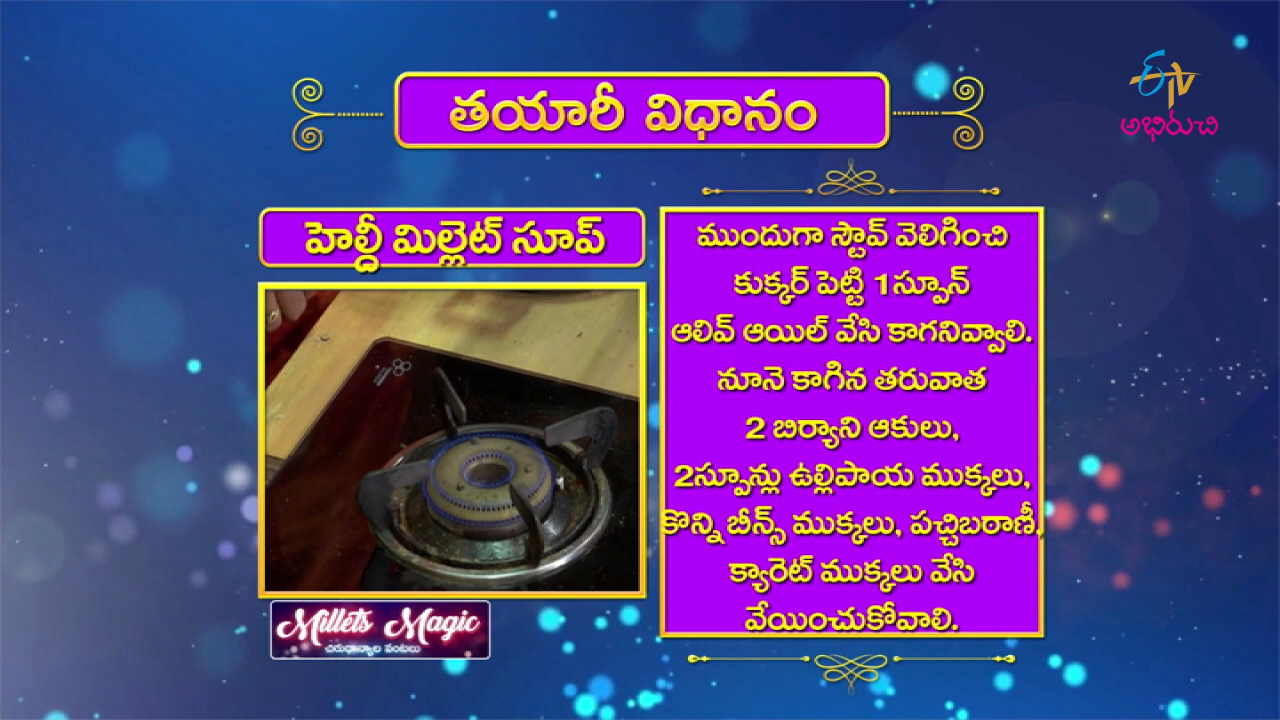 తయారీ విధానం
ETV
అభిరుచి
హెల్దీ మిల్లెట్ సూప్
ముందుగా స్టౌవ్ వెలిగించి
కుక్కర్ పెట్టి 1స్పూన్
ఆలివ్ ఆయిల్ వేసి కాగనివ్వాలి.
నూనె కాగిన తరువాత
2 బిర్యాని ఆకులు,
2స్పూన్లు ఉల్లిపాయ ముక్కలు,
కొన్ని బీన్స్ ముక్కలు, పచ్చిబఠాణీ,
క్యారెట్ ముక్కలు వేసి
వేయించుకోవాలి.
Millets Magic
చిరుధాన్యాల వంటలు